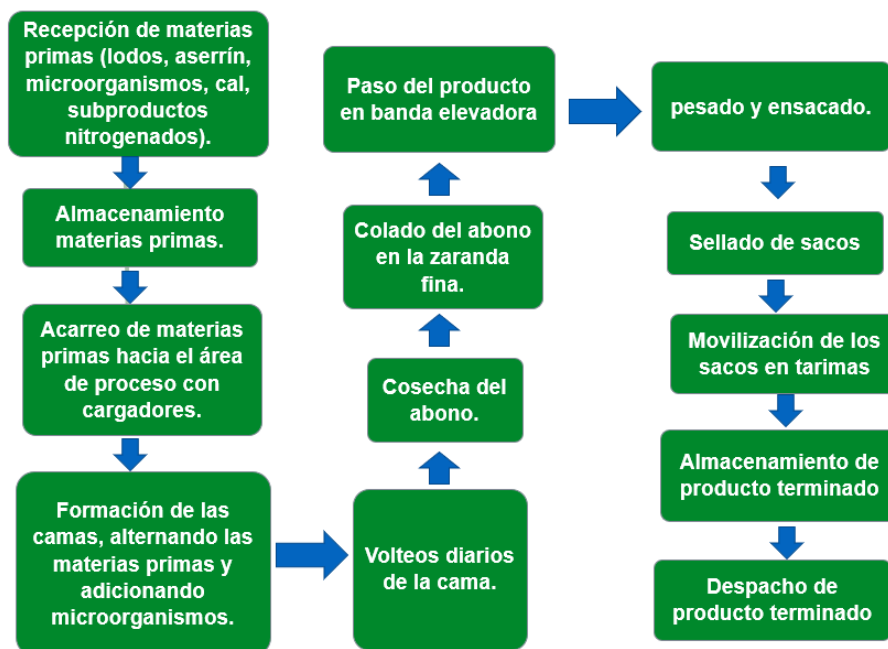 Recepción de materias
primas (lodos, aserrín,
microorganismos, cal,
subproductos
nitrogenados).
Almacenamiento
materias primas.
Acarreo de materias
primas hacia el área
de proceso con
cargadores.
Formación de las
camas, alternando las
materias primas y
adicionando
microorganismos.
Volteos diarios
de la cama.
Cosecha del
abono.
Colado del abono
en la zaranda
fina.
Paso del producto
en banda elevadora
pesado y ensacado.
Sellado de sacos
Movilización de los
sacos en tarimas
Almacenamiento de
producto terminado
Despacho de
producto terminado